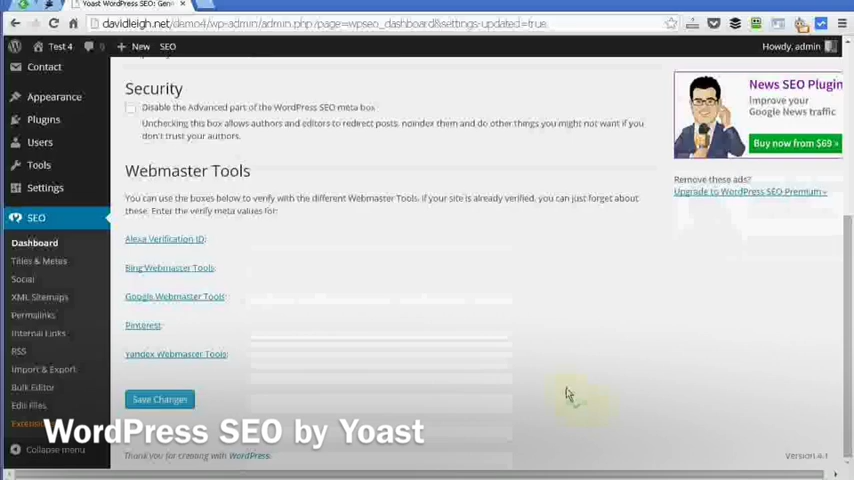 Yoast WordPress SEO: Gen
davidleigh.net/demo4/wp-admin/admin.php?page=wpseo_dashboard&settings-updated=true
Test 4 0 New SEO Howdy, admin
Contact
Appearance
Plugins
Users
Tools
Settings
SEO
Dashboard
Titles & Metas
Social
XML Sitemaps
Permalinks
Internal Links
RSS
Import & Export
Bulk Editor
Edit Files
Collapse menu
Security
Disable the Advanced part of the WordPress SEO meta box
Unchecking this box allows authors and editors to redirect posts, noindex them and do other things you might not want if you
don't trust your authors.
Webmaster Tools
You can use the boxes below to verify with the different Webmaster Tools, if your site is already verified, you can just forget about
these. Enter the verify meta values for:
Alexa Verification ID:
Bing Webmaster Tools:
Google Webmaster Tools:
Pinterest:
Yandex Webmaster Tools:
Save Changes
WordPress SEO by Yoast
Thank you for creating with WordPress.
Version 4.1
News SEO Plugin
Improve your
Google News traffic
Buy now from $69 »
Remove these ads?
Upgrade to WordPress SEO Premium »